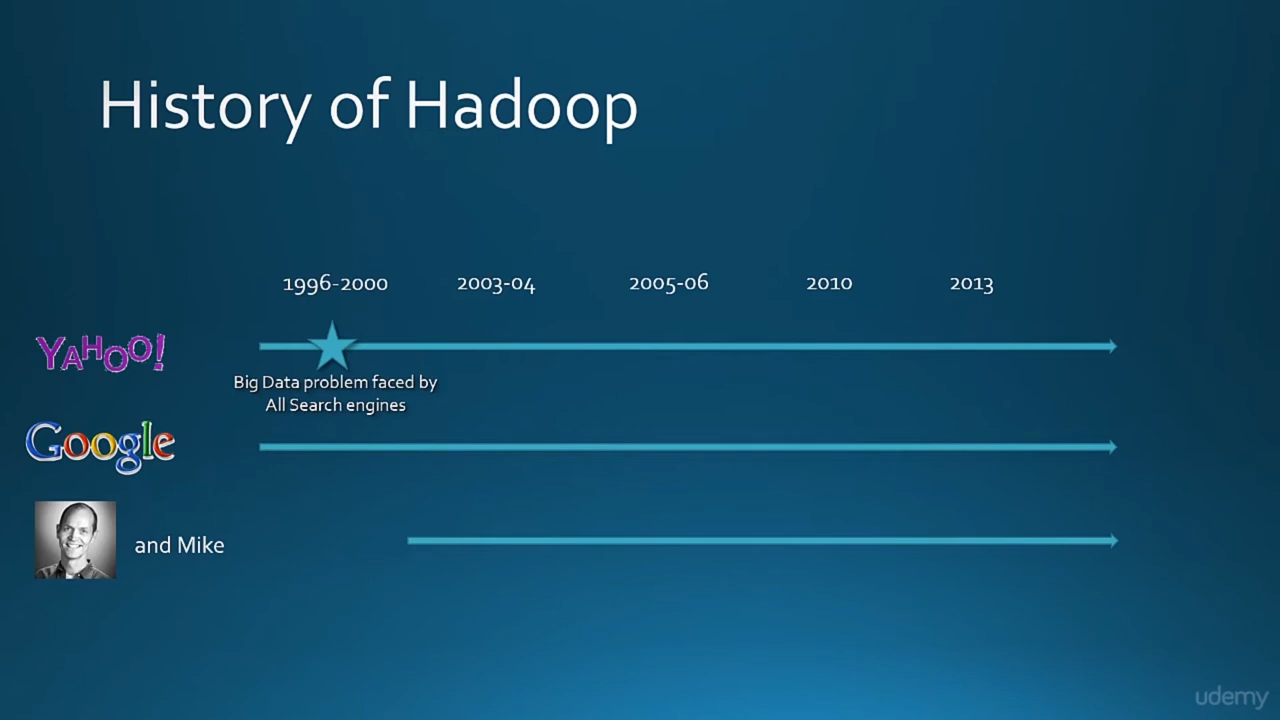 History of Hadoop
1996-2000 2003-04 2005-06 2010 2013
YAHOO!
Big Data problem faced by
All Search engines
Google
and Mike
udemy